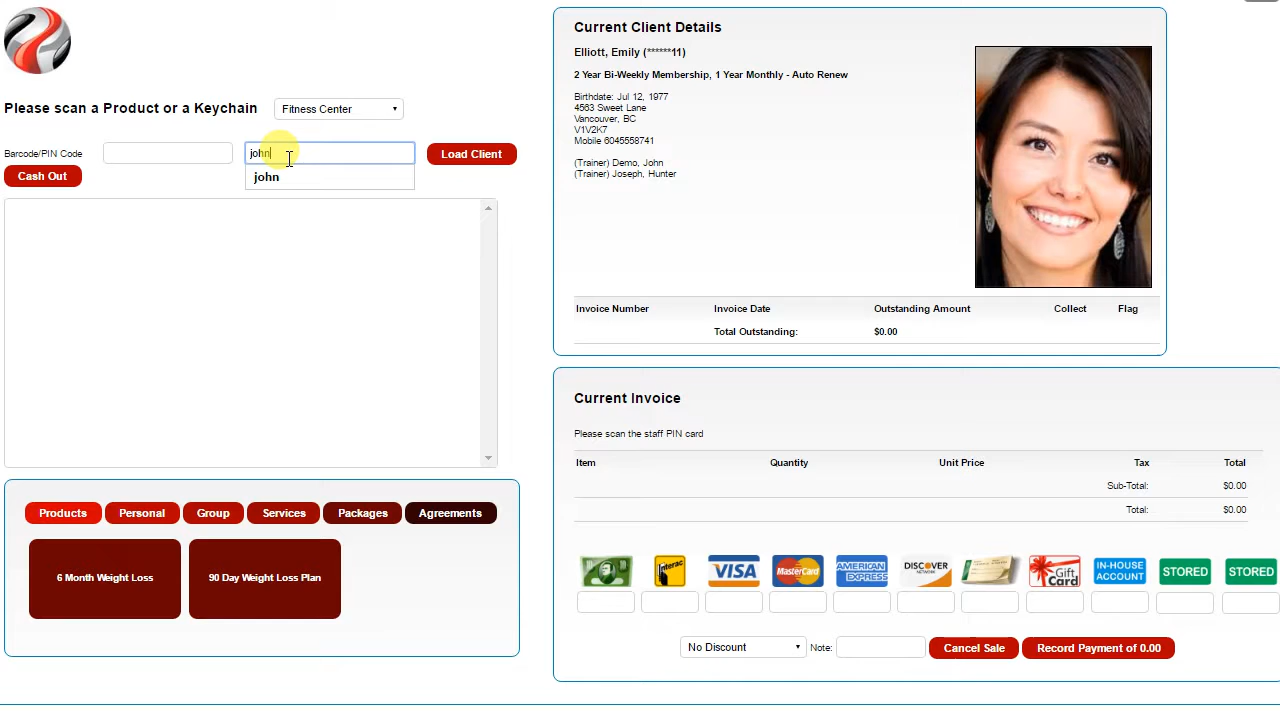 Please scan a Product or a Keychain
Fitness Center
Barcode/PIN Code
john
Load Client
Cash Out
john
Products
Personal
Group
Services
Packages
Agreements
6 Month Weight Loss
90 Day Weight Loss Plan
Current Client Details
Elliott, Emily (******11)
2 Year Bi-Weekly Membership, 1 Year Monthly - Auto Renew
Birthdate: Jul 12, 1977
4563 Sweet Lane
Vancouver, BC
V1V2K7
Mobile 6045558741
(Trainer) Demo, John
(Trainer) Joseph, Hunter
Invoice Number Invoice Date Outstanding Amount Collect Flag
Total Outstanding: $0.00
Current Invoice
Please scan the staff PIN card
Item Quantity Unit Price Tax Total
Sub-Total: $0.00
Total: $0.00
Interac
VISA
MasterCard
AMERICAN EXPRESS
DISCOVER
NETWORK
Gift Card
IN-HOUSE
ACCOUNT
STORED
STORED
No Discount
Note:
Cancel Sale
Record Payment of 0.00